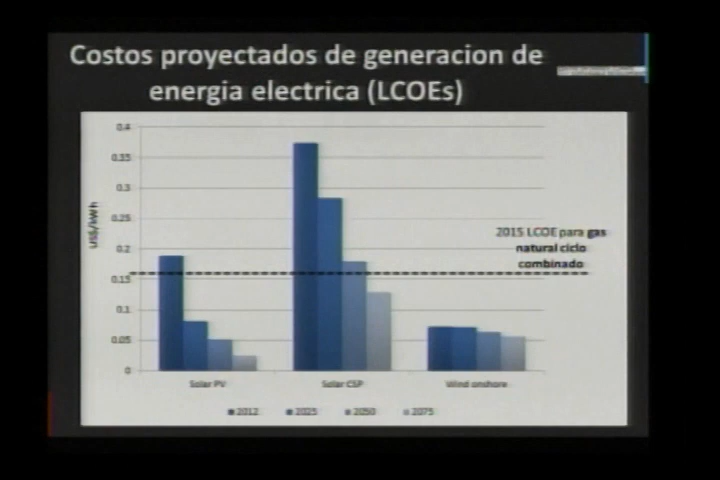 Costos proyectados de generacion de
energia electrica (LCOEs)
0.4
0.35
0.3
0.25
0.2
0.15
0.1
0.05
0
US$/kWh
2015 LCOE para gas
natural ciclo
combinado
Solar PV
Solar CSP
Wind onshore
2012
2025
2050
2075